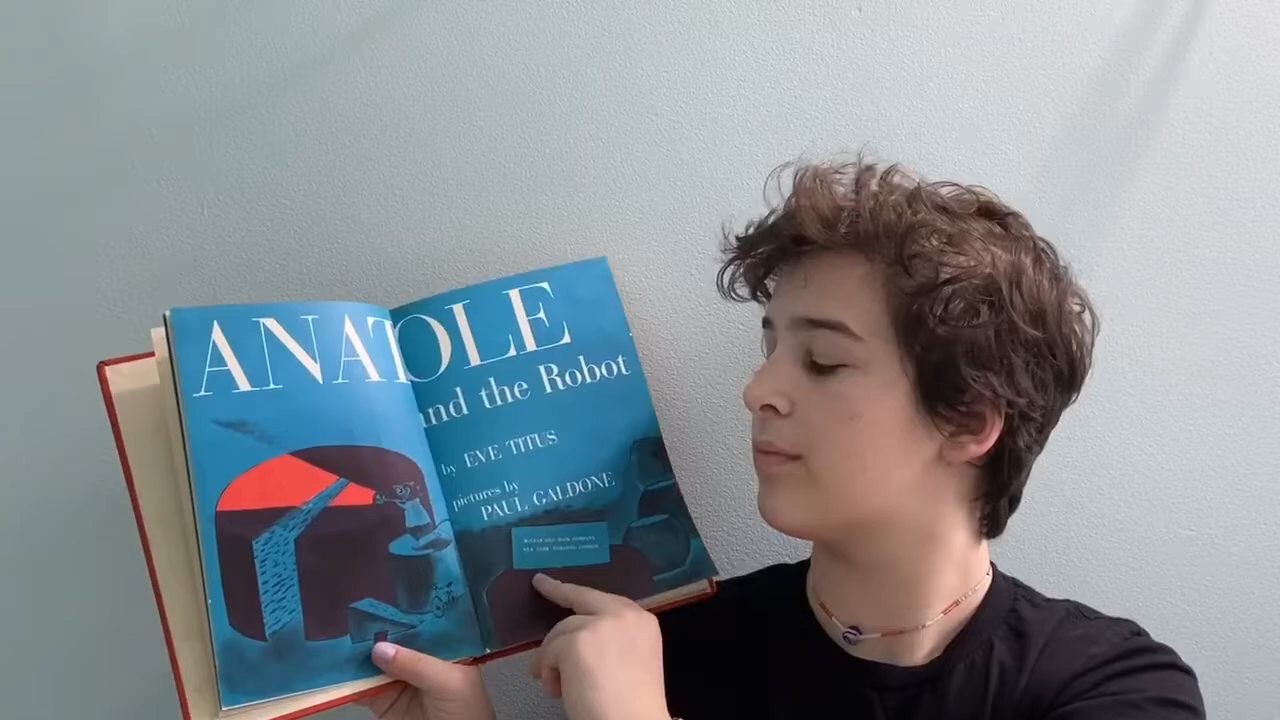 ANATOLE
and the Robot
by EVE TITUS
pictures by
PAUL GALDONE